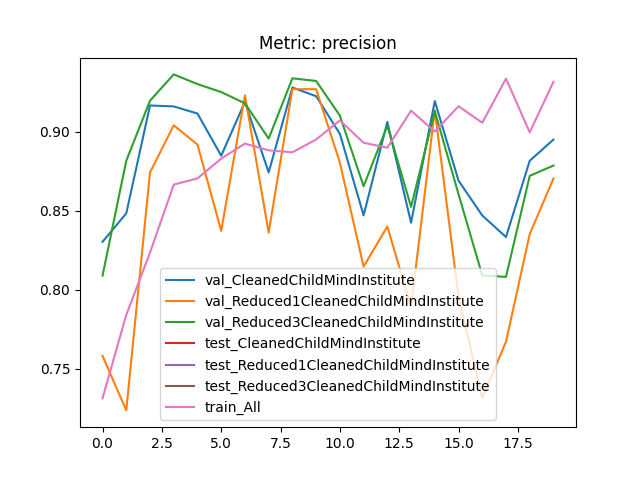 Metric: precision
0.90
0.85
0.80
0.75
val_CleanedChildMindInstitute
val_Reduced1CleanedChildMindInstitute
val_Reduced3CleanedChildMindInstitute
test_CleanedChildMindInstitute
test_Reduced1CleanedChildMindInstitute
test_Reduced3CleanedChildMindInstitute
train_All
0.0 2.5 5.0 7.5 10.0 12.5 15.0 17.5